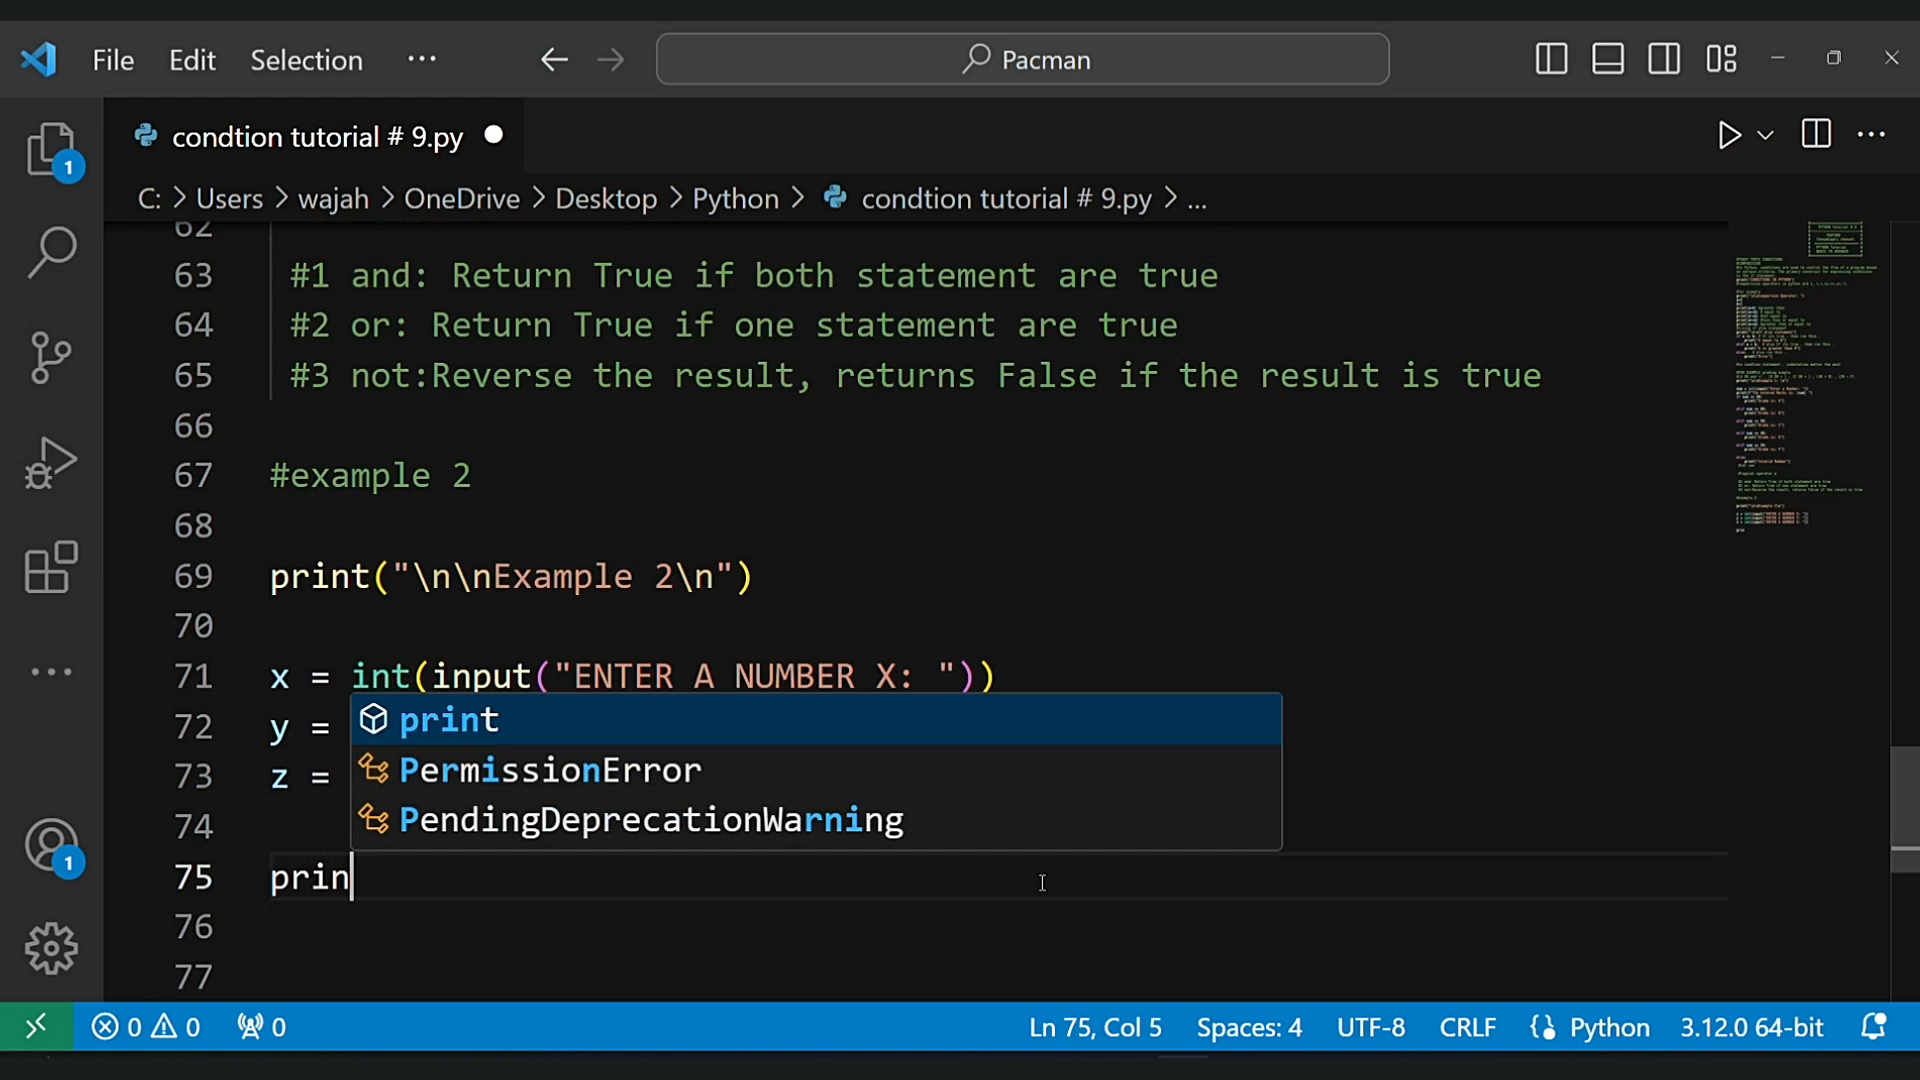 File Edit Selection ...
Pacman
condtion tutorial # 9.py
C: > Users > wajah > OneDrive > Desktop > Python > condtion tutorial # 9.py > ...
62
63 #1 and: Return True if both statement are true
64 #2 or: Return True if one statement are true
65 #3 not:Reverse the result, returns False if the result is true
66
67 #example 2
68
69 print("\n\nExample 2\n")
70
71 x = int(input("ENTER A NUMBER X: "))
72 y =
print
PermissionError
73 z =
PendingDeprecationWarning
74
75 prin
76
77
1
1
0 0 0 Ln 75, Col 5 Spaces: 4 UTF-8 CRLF Python 3.12.0 64-bit